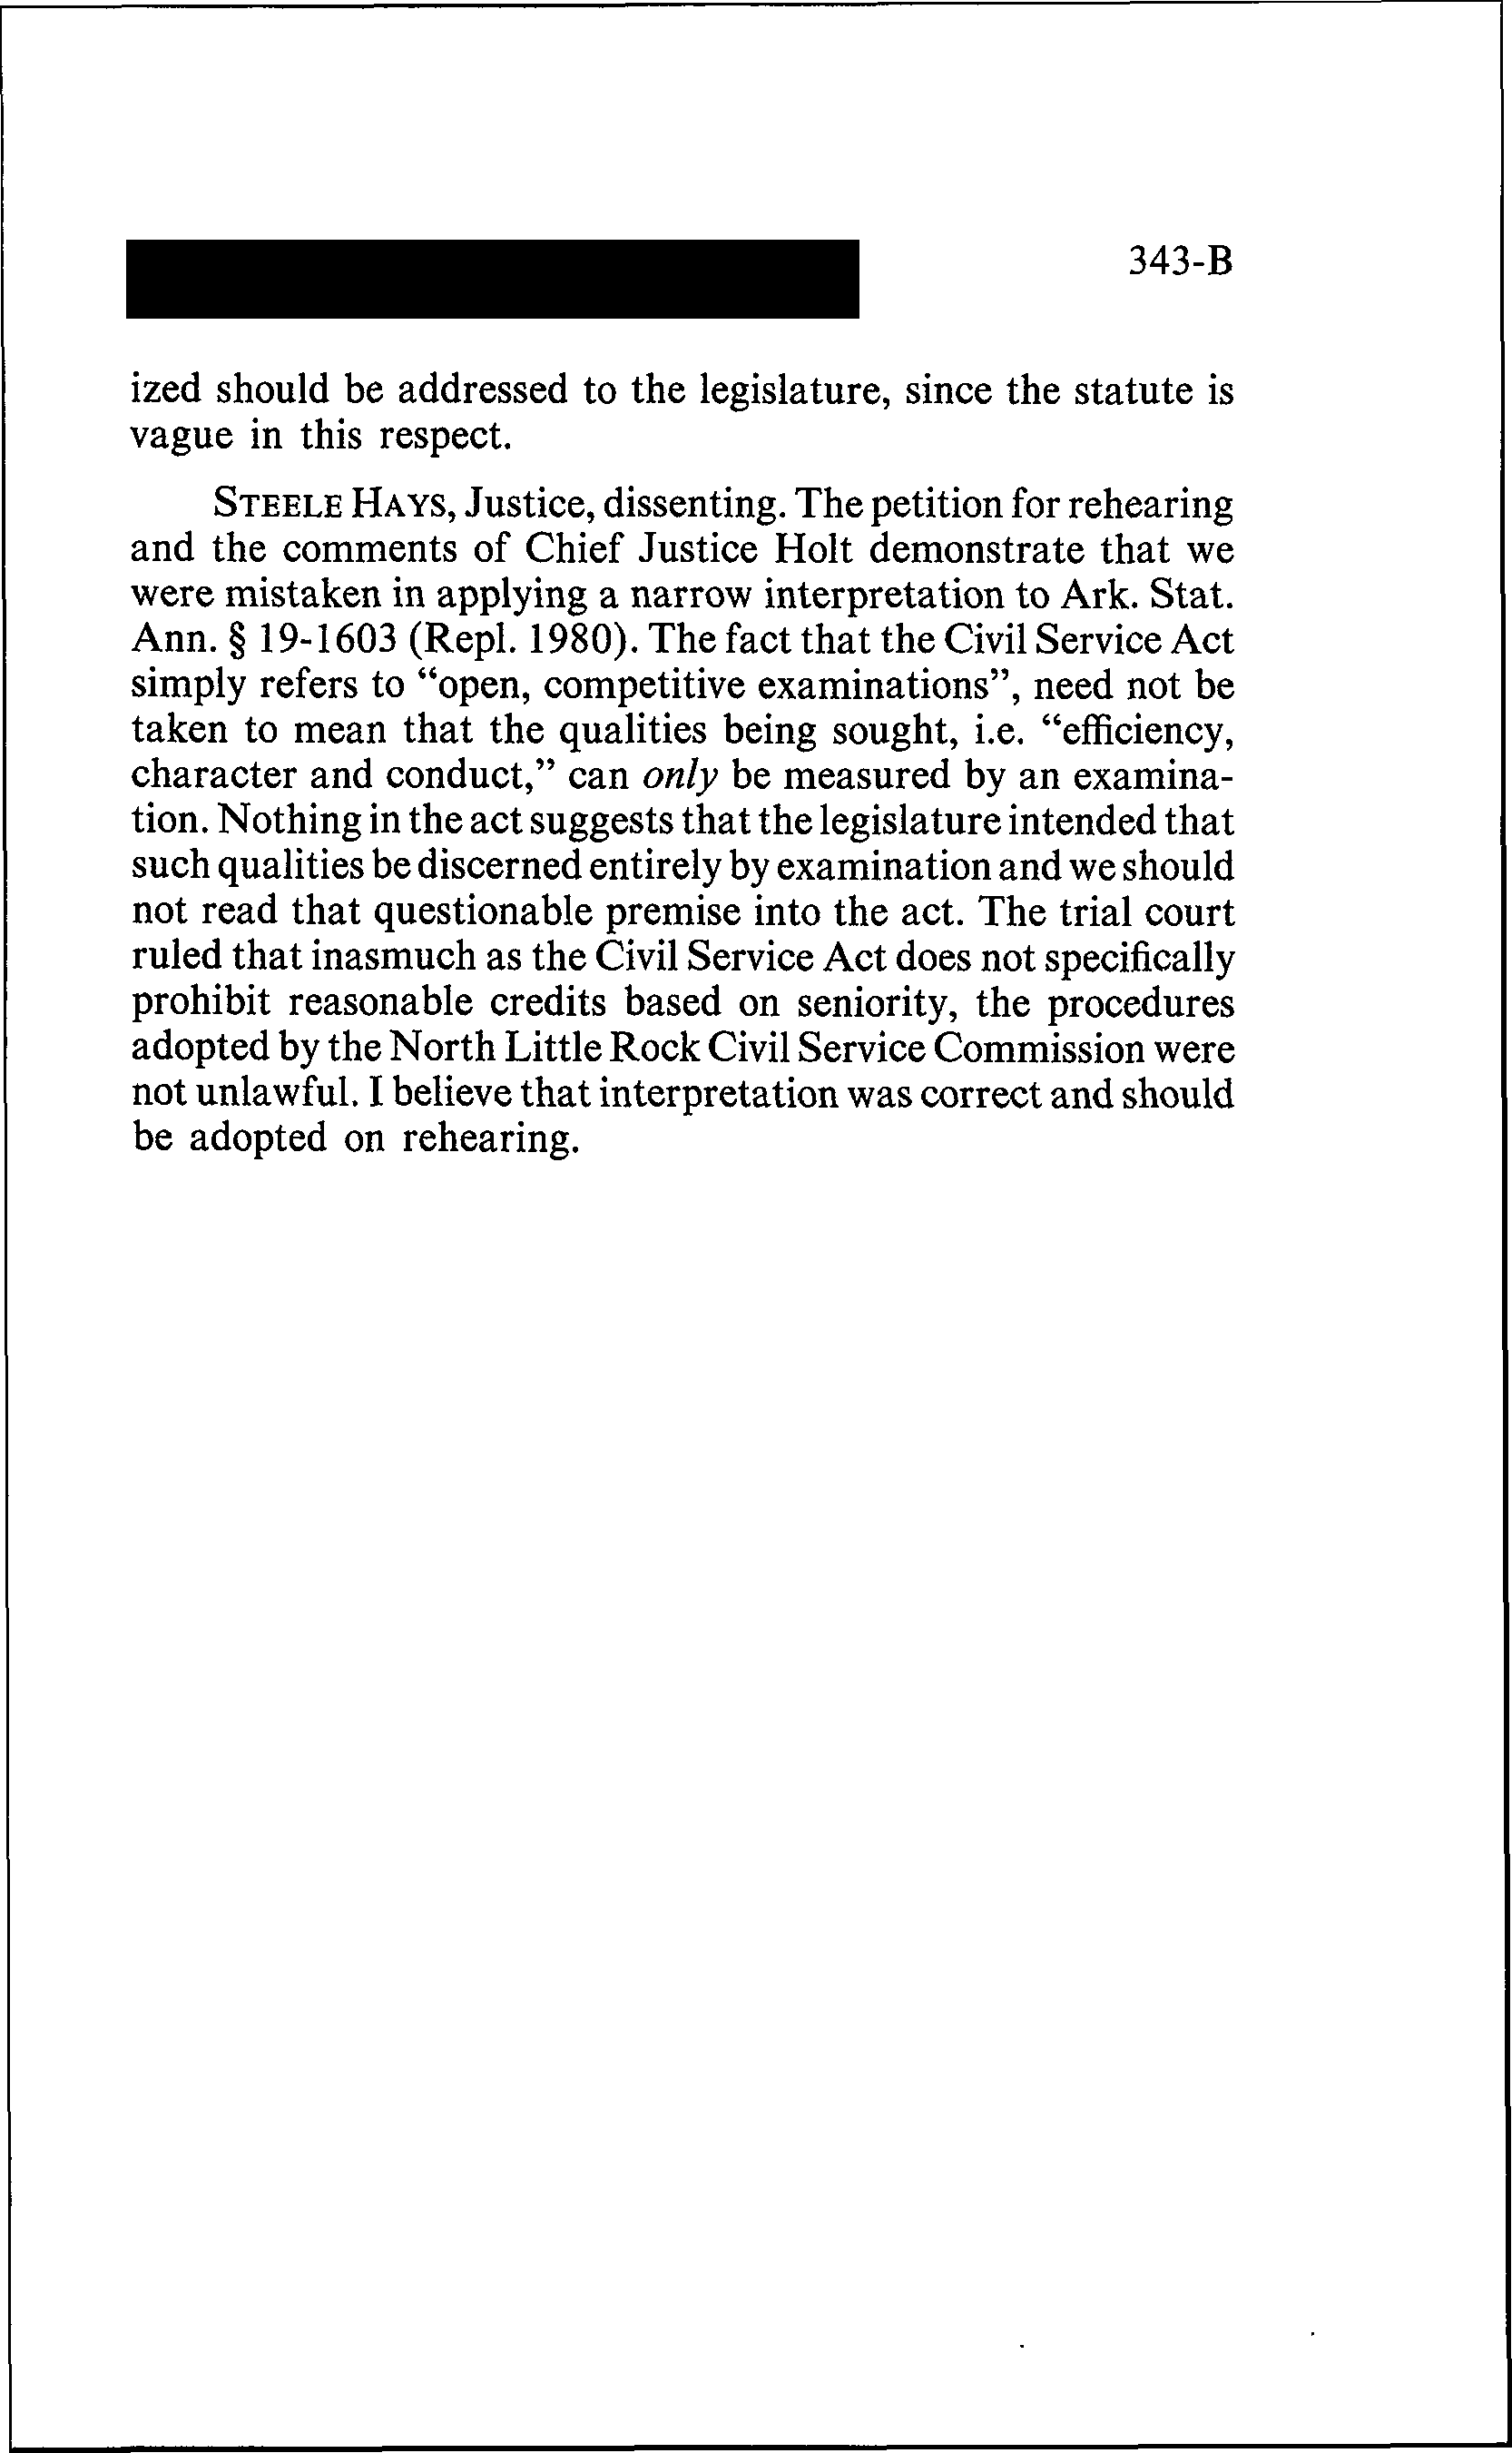 343-B
ized should be addressed to the legislature, since the statute is
vague in this respect.
STEELE HAYS, Justice, dissenting. The petition for rehearing
and the comments of Chief Justice Holt demonstrate that we
were mistaken in applying a narrow interpretation to Ark. Stat.
Ann. § 19-1603 (Repl. 1980). The fact that the Civil Service Act
simply refers to “open, competitive examinations”, need not be
taken to mean that the qualities being sought, i.e. “efficiency,
character and conduct,” can only be measured by an examina-
tion. Nothing in the act suggests that the legislature intended that
such qualities be discerned entirely by examination and we should
not read that questionable premise into the act. The trial court
ruled that inasmuch as the Civil Service Act does not specifically
prohibit reasonable credits based on seniority, the procedures
adopted by the North Little Rock Civil Service Commission were
not unlawful. I believe that interpretation was correct and should
be adopted on rehearing.